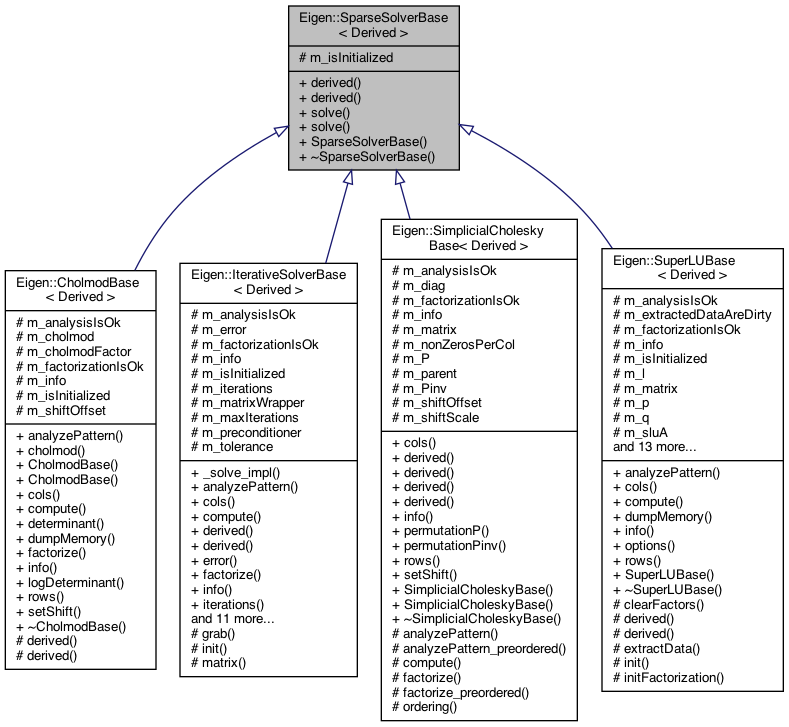 Eigen::SparseSolverBase
< Derived >
# m_isInitialized
+ derived()
+ derived()
+ solve()
+ solve()
+ SparseSolverBase()
+ ~SparseSolverBase()
Eigen::CholmodBase
< Derived >
# m_analysisIsOk
# m_cholmod
# m_cholmodFactor
# m_factorizationIsOk
# m_info
# m_isInitialized
# m_shiftOffset
+ analyzePattern()
+ cholmod()
+ CholmodBase()
+ CholmodBase()
+ cols()
+ compute()
+ determinant()
+ dumpMemory()
+ factorize()
+ info()
+ logDeterminant()
+ rows()
+ setShift()
+ ~CholmodBase()
# derived()
# derived()
Eigen::IterativeSolverBase
< Derived >
# m_analysisIsOk
# m_error
# m_factorizationIsOk
# m_info
# m_isInitialized
# m_iterations
# m_matrixWrapper
# m_maxIterations
# m_preconditioner
# m_tolerance
+ _solve_impl()
+ analyzePattern()
+ cols()
+ compute()
+ derived()
+ derived()
+ error()
+ factorize()
+ info()
+ iterations()
and 11 more...
# grab()
# init()
# matrix()
Eigen::SimplicialCholesky
Base< Derived >
# m_analysisIsOk
# m_diag
# m_factorizationIsOk
# m_info
# m_matrix
# m_nonZerosPerCol
# m_P
# m_parent
# m_Pinv
# m_shiftOffset
# m_shiftScale
+ cols()
+ derived()
+ derived()
+ derived()
+ derived()
+ info()
+ permutationP()
+ permutationPinv()
+ rows()
+ setShift()
+ SimplicialCholeskyBase()
+ SimplicialCholeskyBase()
+ ~SimplicialCholeskyBase()
# analyzePattern()
# analyzePattern_preordered()
# compute()
# factorize()
# factorize_preordered()
# ordering()
Eigen::SuperLUBase
< Derived >
# m_analysisIsOk
# m_extractedDataAreDirty
# m_factorizationIsOk
# m_info
# m_isInitialized
# m_l
# m_matrix
# m_p
# m_q
# m_sluA
and 13 more...
+ analyzePattern()
+ cols()
+ compute()
+ dumpMemory()
+ info()
+ options()
+ rows()
+ SuperLUBase()
+ ~SuperLUBase()
# clearFactors()
# derived()
# derived()
# extractData()
# init()
# initFactorization()